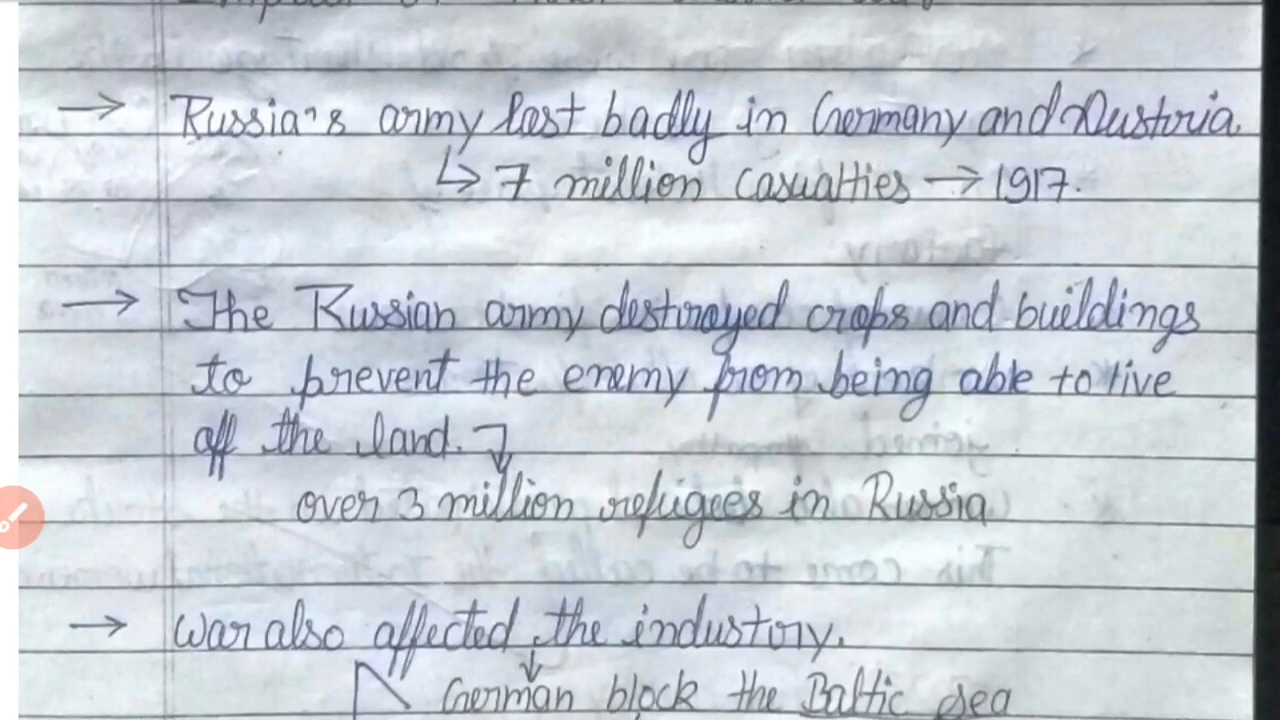 → Russia's army lost badly in Germany and Austria
↳ 7 million casualties → 1917.
→ The Russian army destroyed crops and buildings
to prevent the enemy from being able to live
off the land. ↴
over 3 million refugees in Russia
→ War also affected the industory.
German block the Baltic Sea